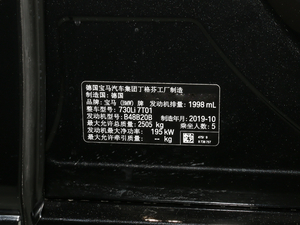 德国宝马汽车集团丁格芬工厂制造
制造国：德国
品牌：宝马（BMW）牌 发动机排量：1998 mL
整车型号：730Li 7T01
发动机型号：B48B20B 制造年月：2019-10
最大允许总质量：2505 kg 乘坐人数：5
发动机最大净功率：195 kW
最大允许牵引质量：-- kg